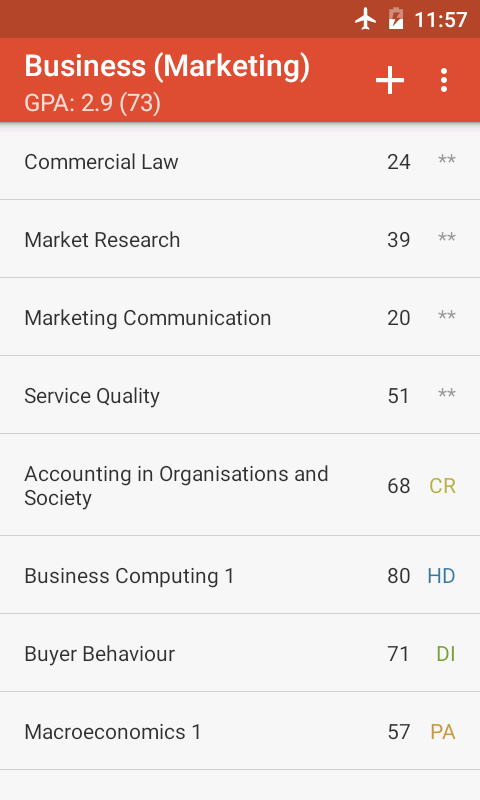 11:57
Business (Marketing)
GPA: 2.9 (73)
Commercial Law 24 **
Market Research 39 **
Marketing Communication 20 **
Service Quality 51 **
Accounting in Organisations and
Society 68 CR
Business Computing 1 80 HD
Buyer Behaviour 71 DI
Macroeconomics 1 57 PA